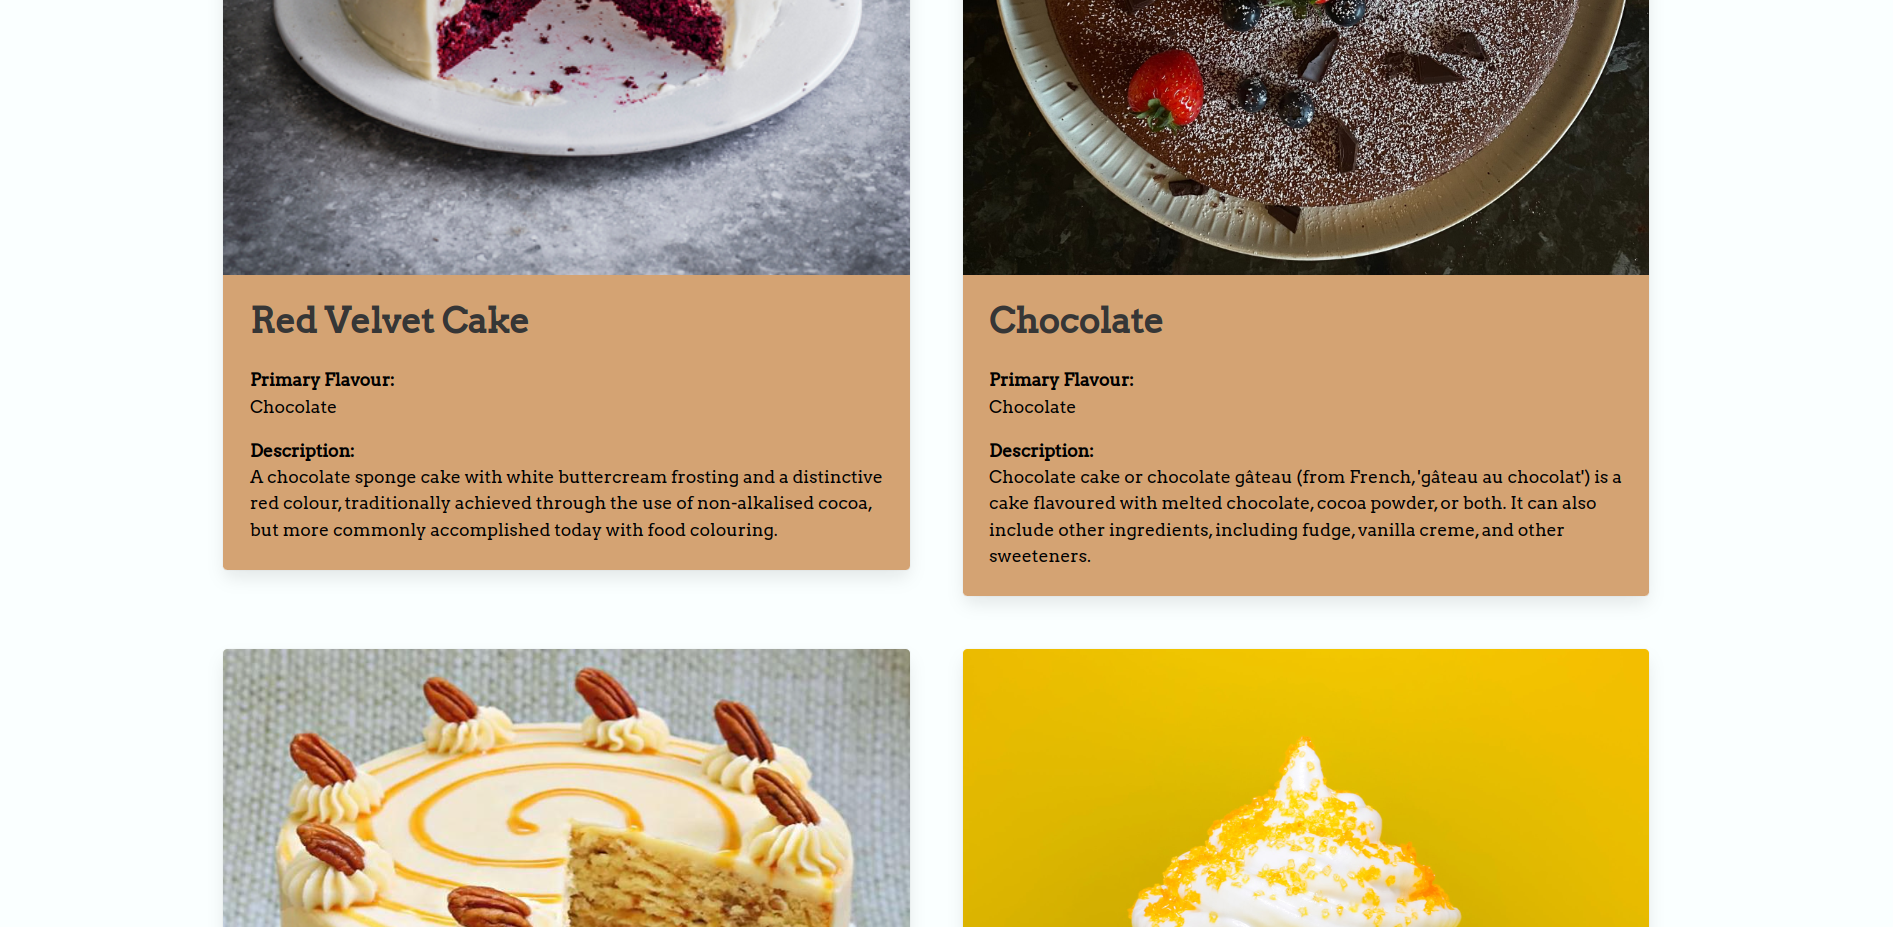 Red Velvet Cake
Primary Flavour:
Chocolate
Description:
A chocolate sponge cake with white buttercream frosting and a distinctive
red colour, traditionally achieved through the use of non-alkalised cocoa,
but more commonly accomplished today with food colouring.
Chocolate
Primary Flavour:
Chocolate
Description:
Chocolate cake or chocolate gâteau (from French, 'gâteau au chocolat') is a
cake flavoured with melted chocolate, cocoa powder, or both. It can also
include other ingredients, including fudge, vanilla creme, and other
sweeteners.